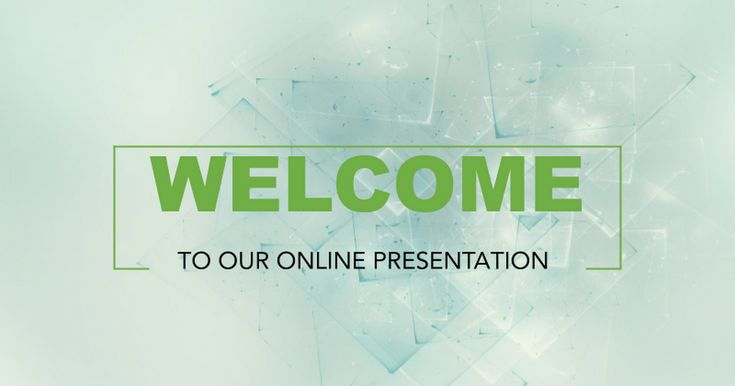 WELCOME
TO OUR ONLINE PRESENTATION